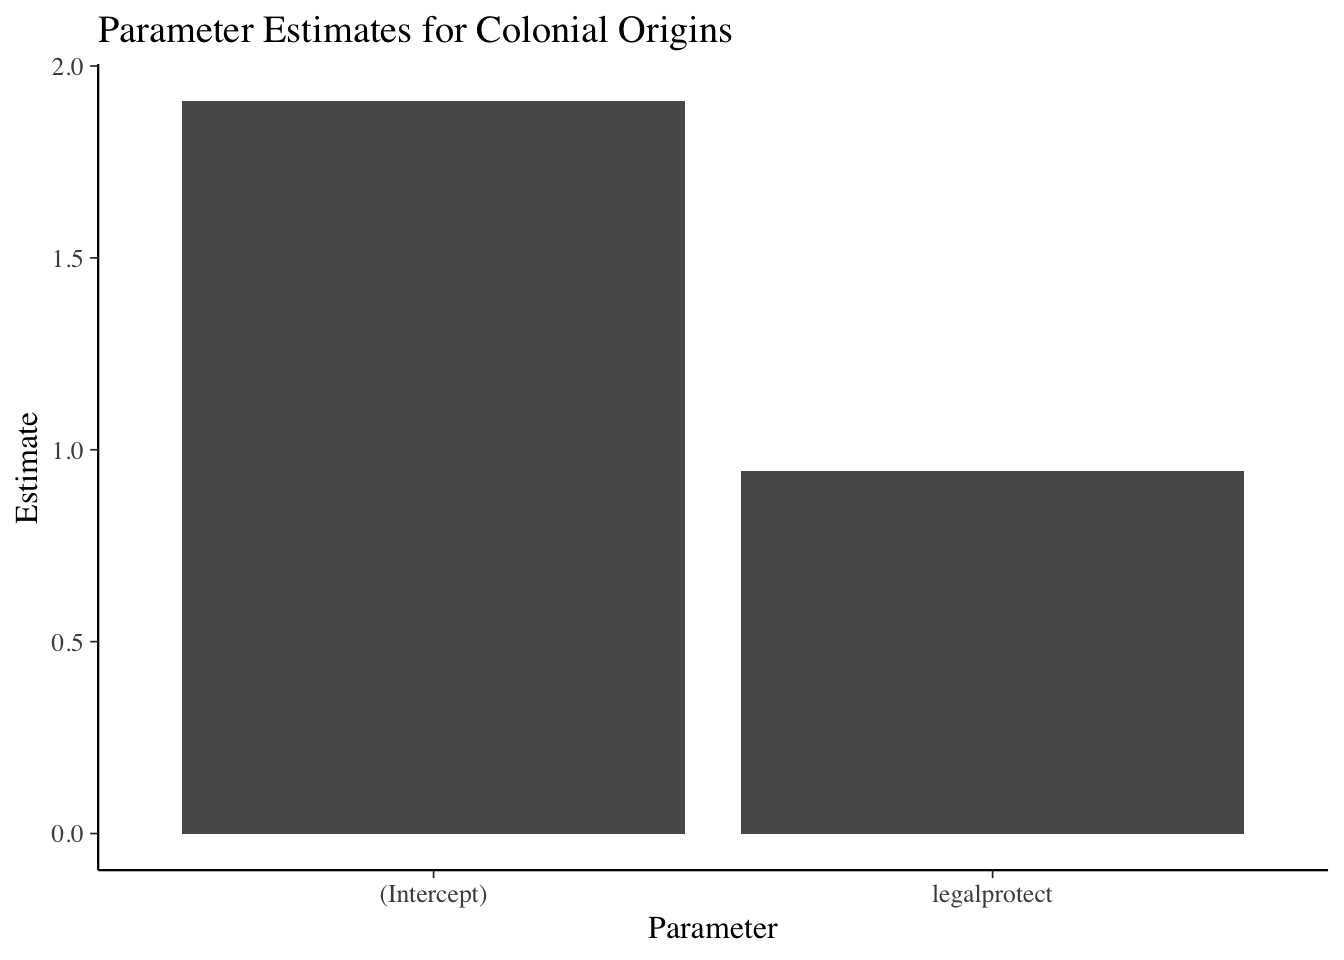 Parameter Estimates for Colonial Origins
2.0
1.5
1.0
0.5
0.0
Estimate
(Intercept)
legalprotect
Parameter